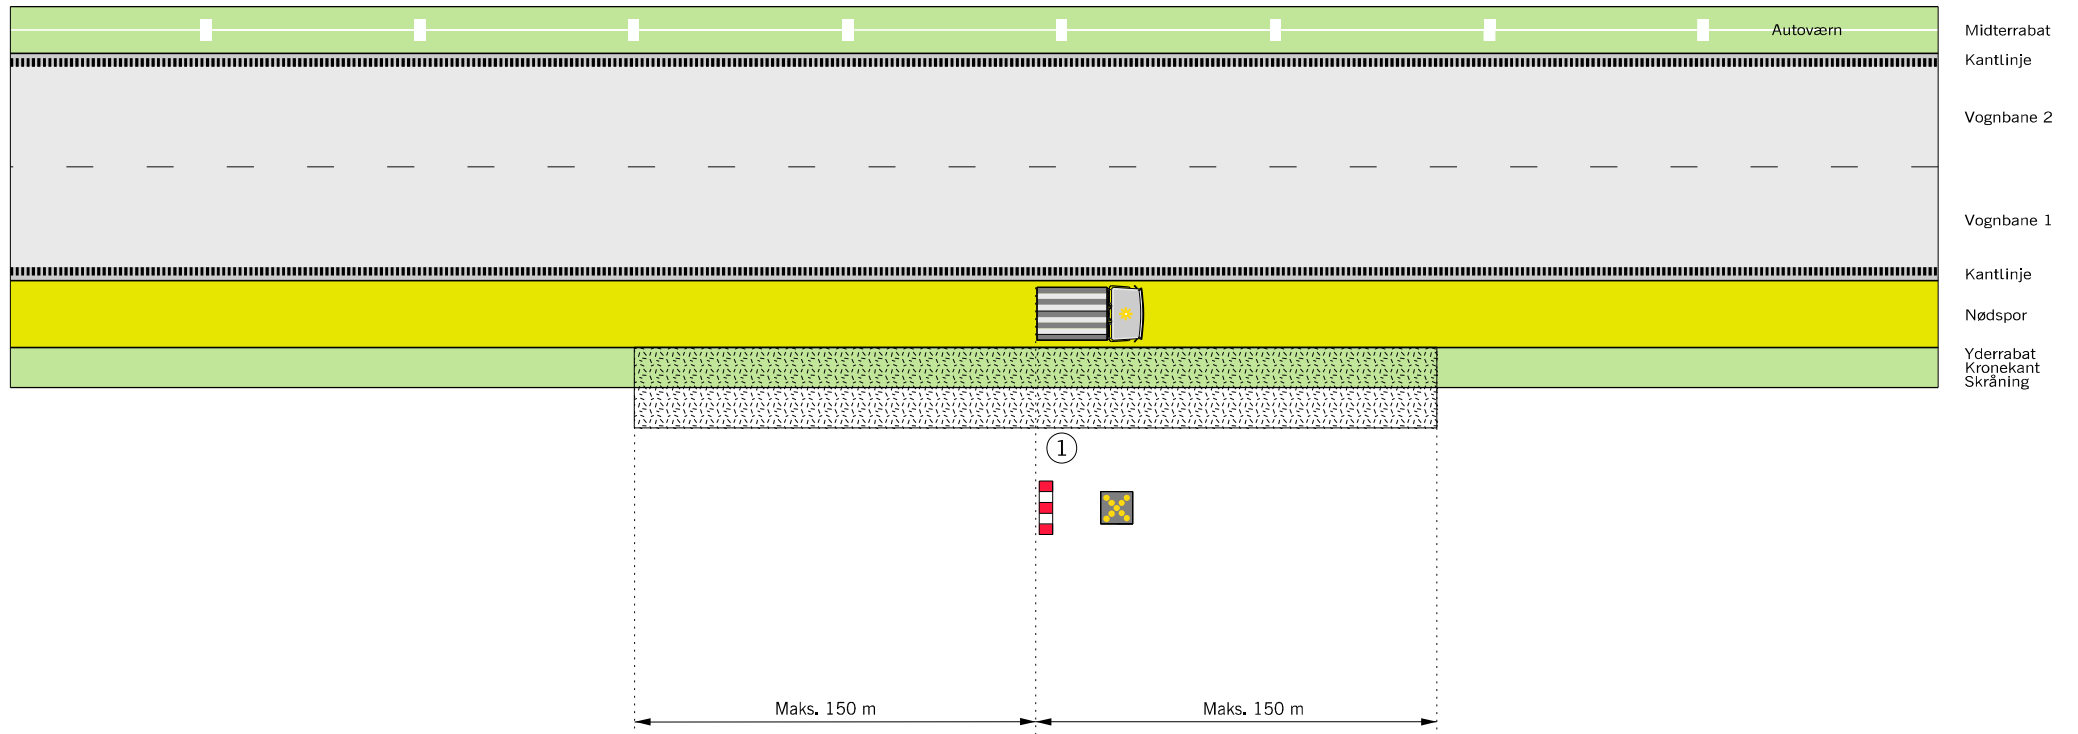 Autoværn
Midterrabat
Kantlinje
Vognbane 2
Vognbane 1
Kantlinje
Nødspor
Yderrabat
Kronekant
Skråning
1
Maks. 150 m
Maks. 150 m